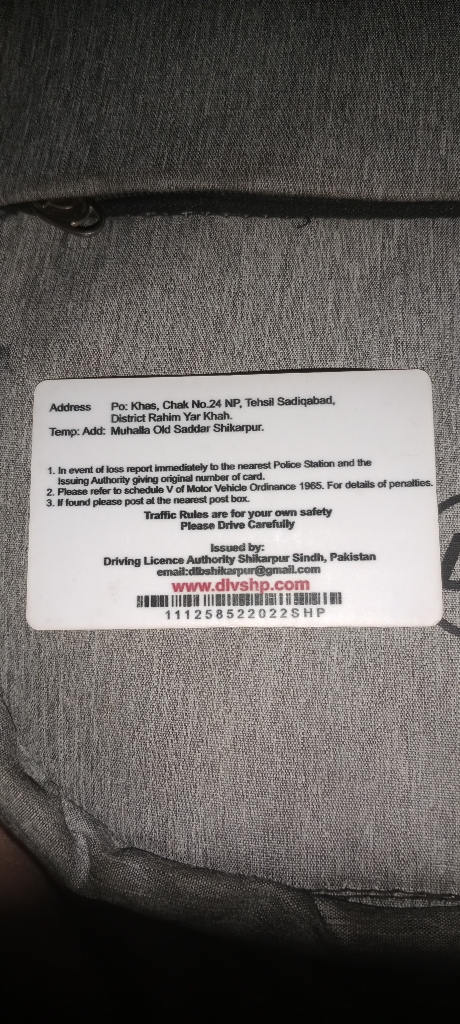 Address Po: Khas, Chak No.24 NP, Tehsil Sadiqabad,
District Rahim Yar Khah.
Temp: Add: Muhalla Old Saddar Shikarpur.
1. In event of loss report immediately to the nearest Police Station and the
Issuing Authority giving original number of card.
2. Please refer to schedule V of Motor Vehicle Ordinance 1965. For details of penalties.
3. If found please post at the nearest post box.
Traffic Rules are for your own safety
Please Drive Carefully
Issued by:
Driving Licence Authority Shikarpur Sindh, Pakistan
email:dlbshikarpur@gmail.com
www.dlvshp.com
111258522022SHP